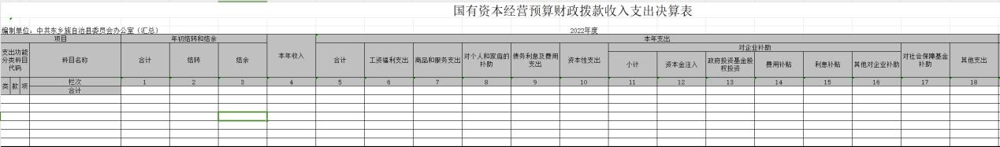 国有资本经营预算财政拨款收入支出决算表
编制单位：中共东乡族自治县委员会办公室（汇总） 2022年度
项目 年初结转和结余 本年收入 本年支出
支出功能分类科目代码 科目名称 合计 结转 结余 合计 工资福利支出 商品和服务支出 对个人和家庭的补助 债务利息及费用支出 资本性支出 对企业补助 对社会保障基金补助 其他支出
小计 资本金注入 政府投资基金股权投资 费用补贴 利息补贴 其他对企业补助
类 款 项 栏次 1 2 3 4 5 6 7 8 9 10 11 12 13 14 15 16 17 18
合计